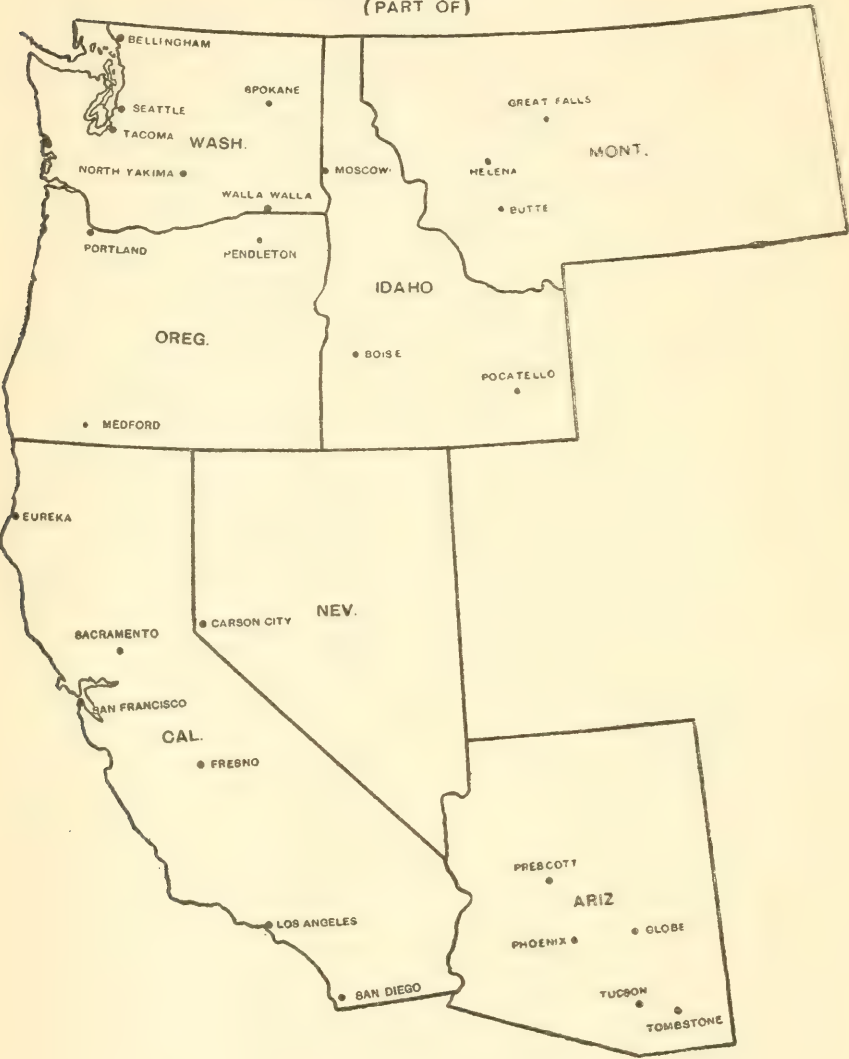 (PART OF)
BELLINGHAM
SPOKANE
GREAT FALLS
SEATTLE
TACOMA
WASH.
MONT.
NORTH YAKIMA
MOSCOW
HELENA
WALLA WALLA
BUTTE
PORTLAND
PENDLETON
IDAHO
OREG.
BOISE
POCATELLO
MEDFORD
EUREKA
NEV.
CARSON CITY
SACRAMENTO
SAN FRANCISCO
CAL.
FRESNO
PRESCOTT
ARIZ
LOS ANGELES
GLOBE
PHOENIX
SAN DIEGO
TUCSON
TOMBSTONE